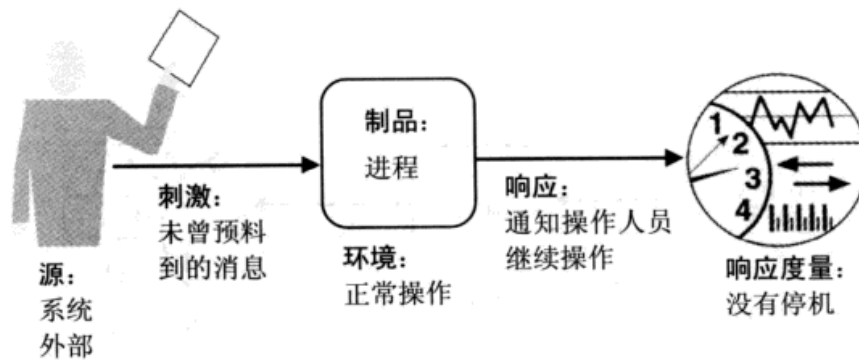 源：
系统
外部
刺激：
未曾预料
到的消息
制品：
进程
环境：
正常操作
响应：
通知操作人员
继续操作
1
2
3
4
响应度量：
没有停机